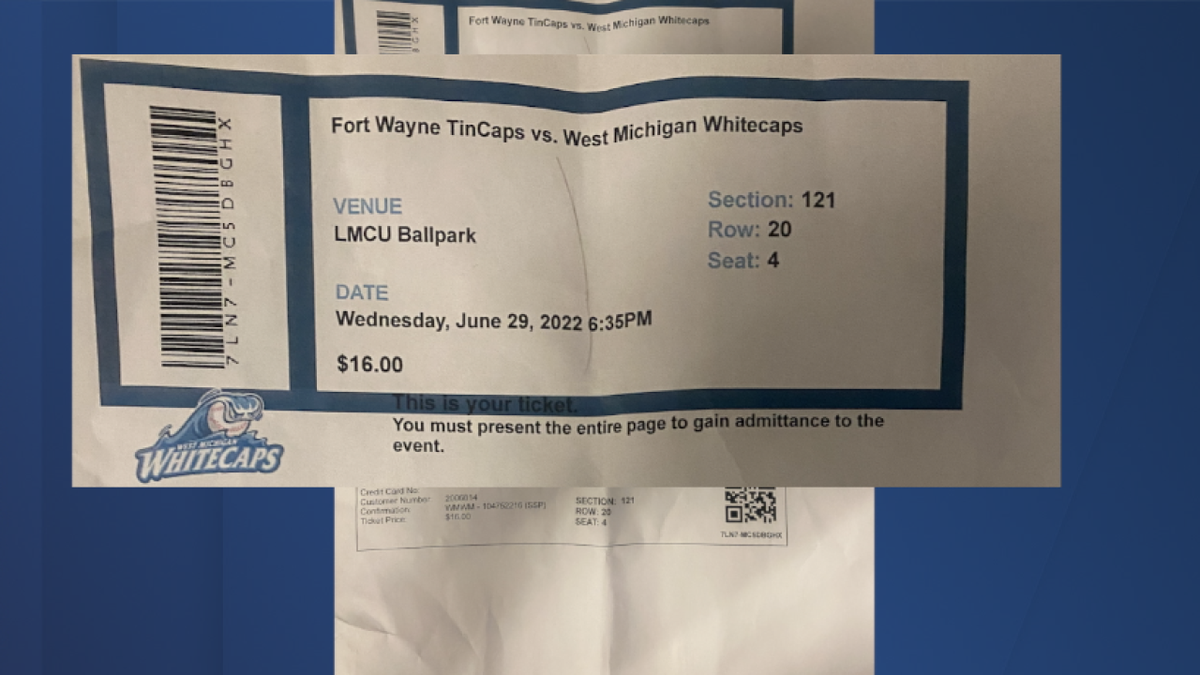 Fort Wayne TinCaps vs. West Michigan Whitecaps
Fort Wayne TinCaps vs. West Michigan Whitecaps
7LN7-MC5DBGHX
VENUE
LMCU Ballpark
Section: 121
Row: 20
Seat: 4
DATE
Wednesday, June 29, 2022 6:35PM
$16.00
WEST MICHIGAN
WHITECAPS
This is your ticket.
You must present the entire page to gain admittance to the
event.
Credit Card No
Customer Number
Confirmation
Ticket Price
$16.00
SECTION: 121
ROW: 20
SEAT: 4
7LN7-MC5DBGHX